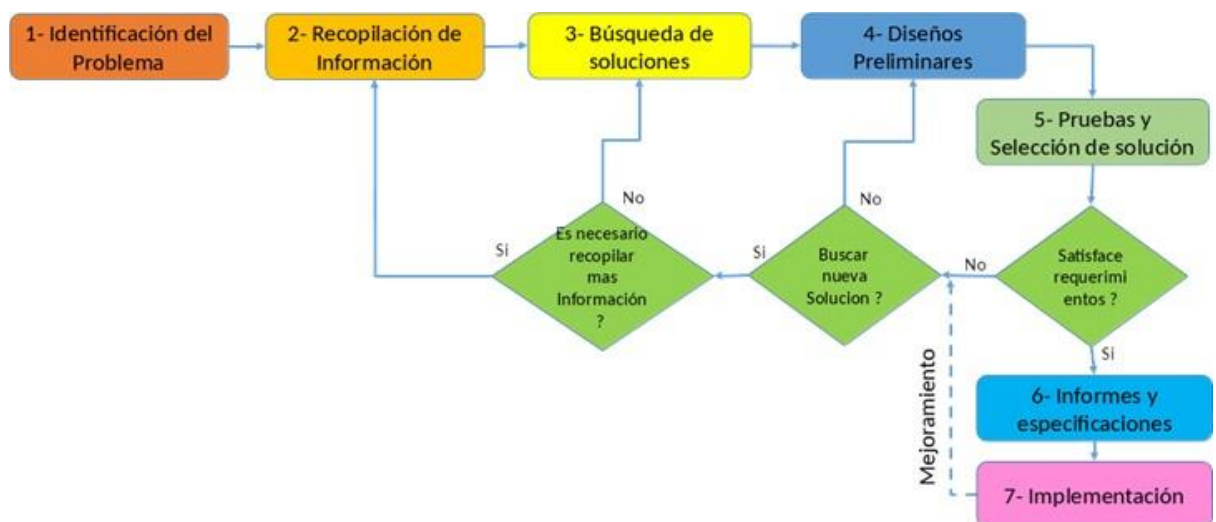 1- Identificación del
Problema
2- Recopilación de
Información
3- Búsqueda de
soluciones
4- Diseños
Preliminares
5- Pruebas y
Selección de solución
No
No
Si
Es necesario
recopilar
mas
Información
?
Si
Buscar
nueva
Solucion ?
No
Satisface
requerimi
entos ?
Si
Mejoramiento
6- Informes y
especificaciones
7- Implementación